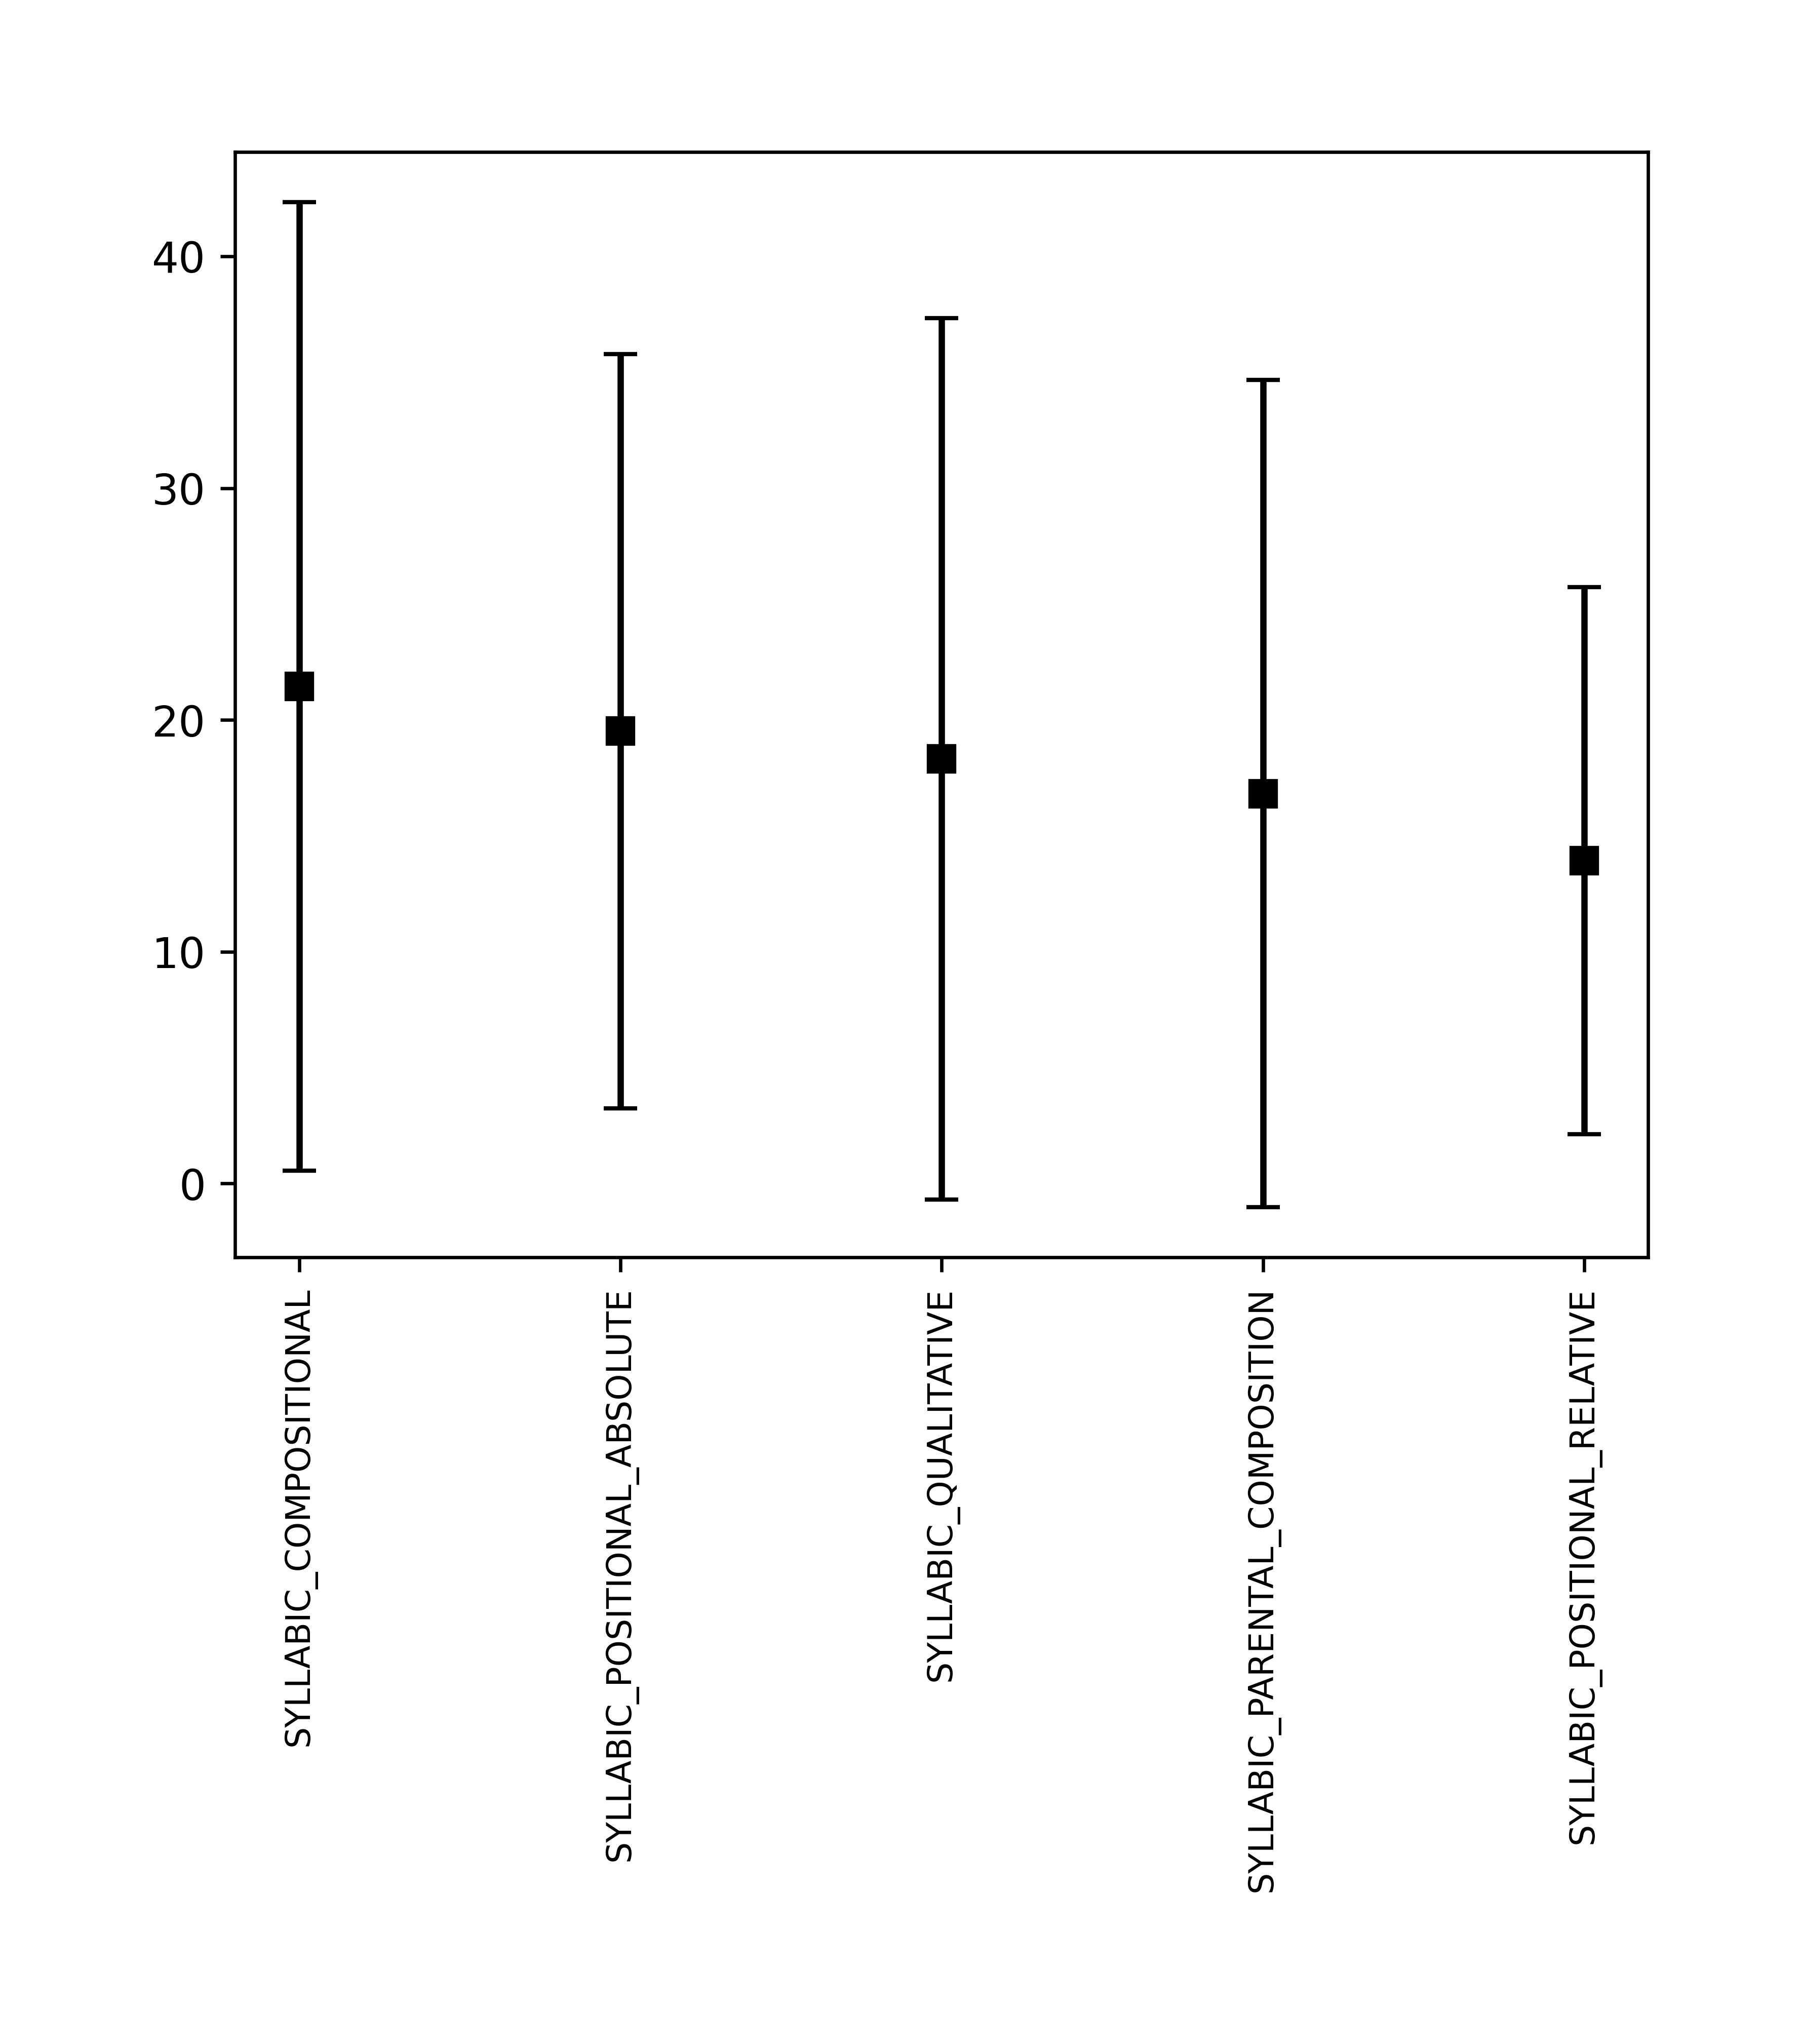 40
30
20
10
0
SYLLABIC_COMPOSITIONAL
SYLLABIC_POSITIONAL_ABSOLUTE
SYLLABIC_QUALITATIVE
SYLLABIC_PARENTAL_COMPOSITION
SYLLABIC_POSITIONAL_RELATIVE